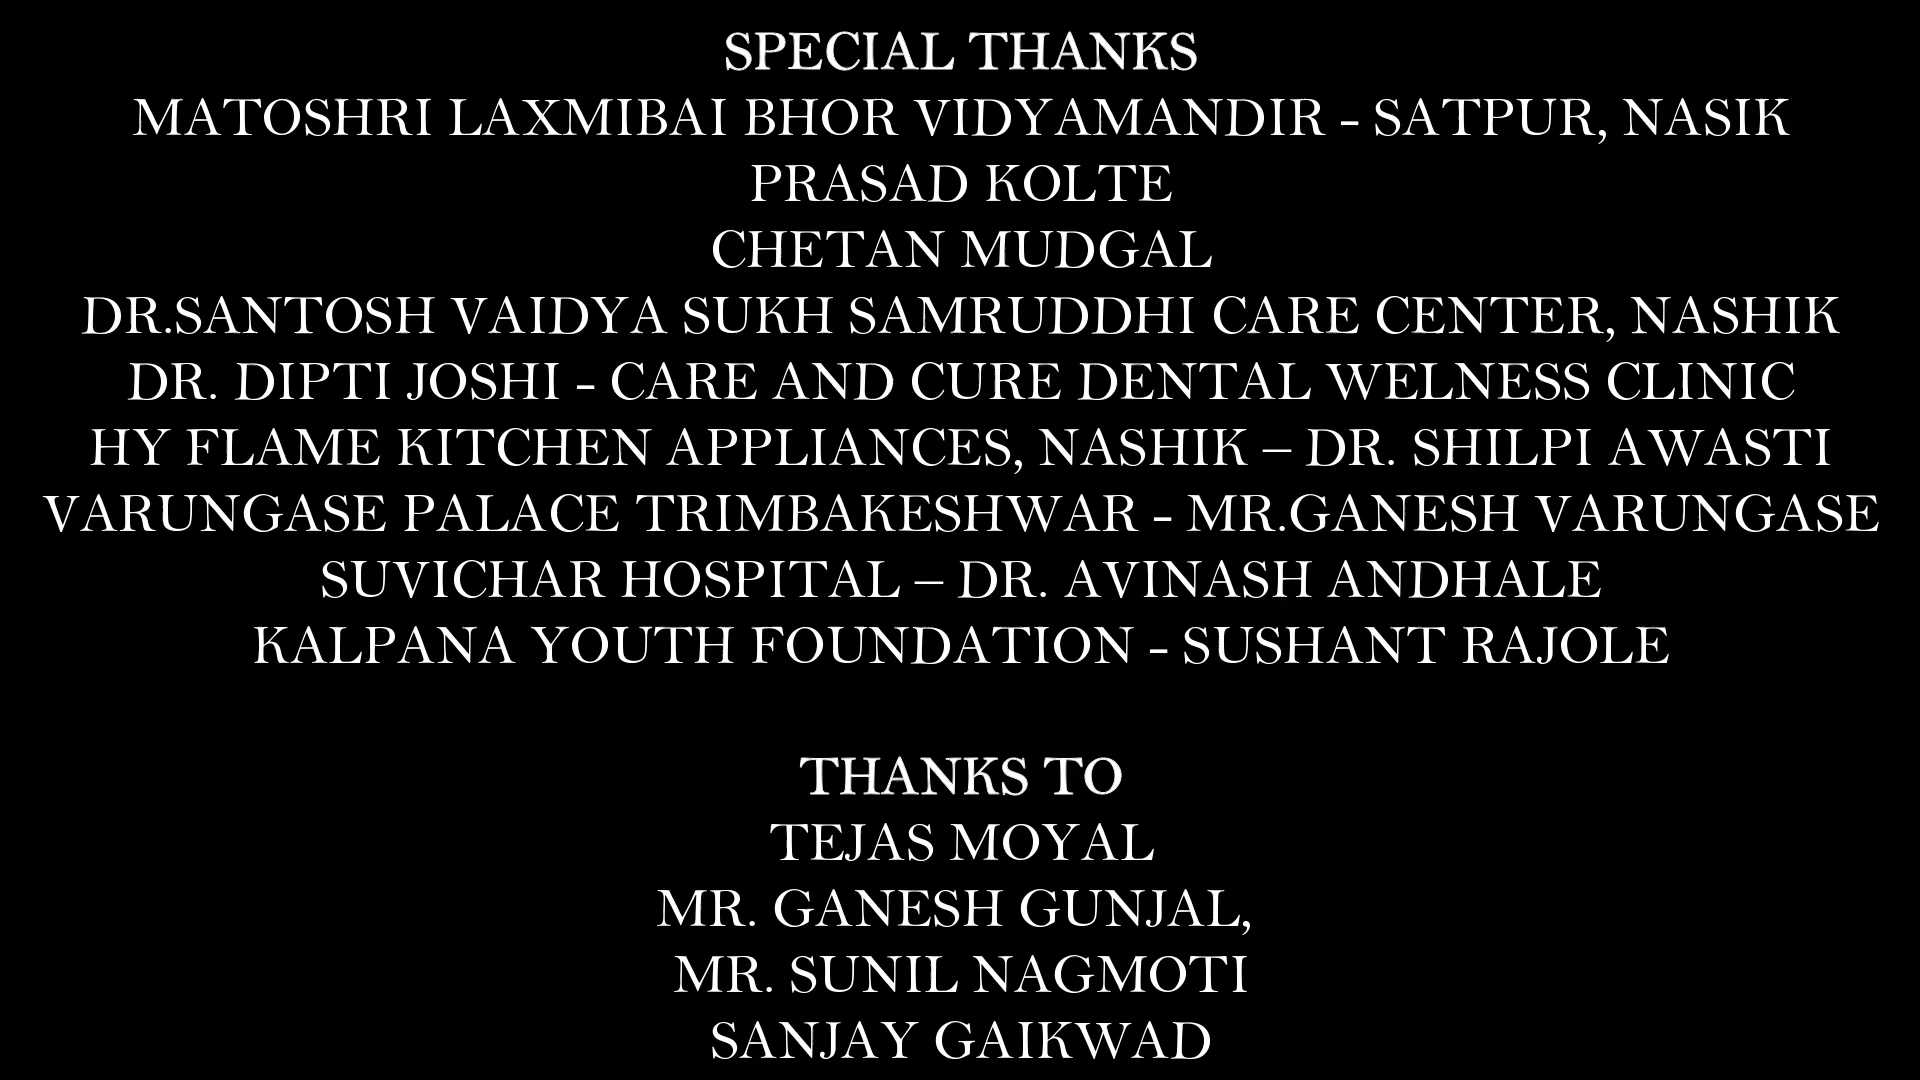 SPECIAL THANKS
MATOSHRI LAXMIBAI BHOR VIDYAMANDIR - SATPUR, NASIK
PRASAD KOLTE
CHETAN MUDGAL
DR.SANTOSH VAIDYA SUKH SAMRUDDHI CARE CENTER, NASHIK
DR. DIPTI JOSHI - CARE AND CURE DENTAL WELNESS CLINIC
HY FLAME KITCHEN APPLIANCES, NASHIK – DR. SHILPI AWASTI
VARUNGASE PALACE TRIMBAKESHWAR - MR.GANESH VARUNGASE
SUVICHAR HOSPITAL – DR. AVINASH ANDHALE
KALPANA YOUTH FOUNDATION - SUSHANT RAJOLE
THANKS TO
TEJAS MOYAL
MR. GANESH GUNJAL,
MR. SUNIL NAGMOTI
SANJAY GAIKWAD